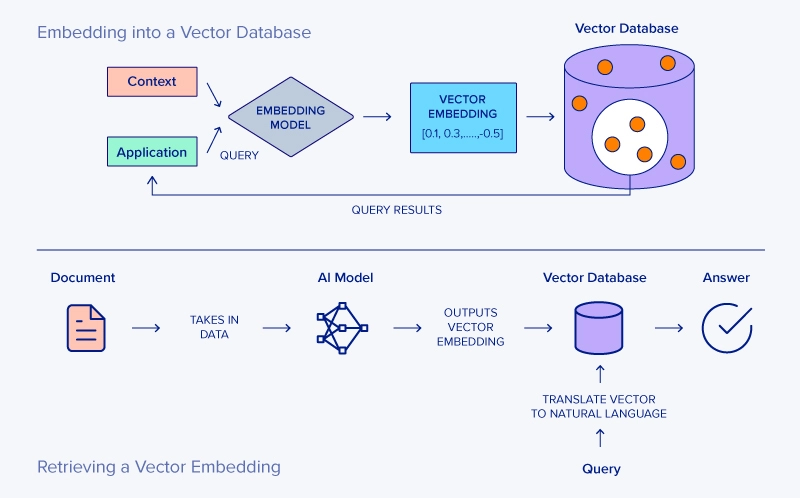 Embedding into a Vector Database
Vector Database
Context
Application
EMBEDDING
MODEL
QUERY
VECTOR
EMBEDDING
[0.1, 0.3,.....,-0.5]
QUERY RESULTS
Document
AI Model
Vector Database
Answer
TAKES IN
DATA
OUTPUTS
VECTOR
EMBEDDING
TRANSLATE VECTOR
TO NATURAL LANGUAGE
Query
Retrieving a Vector Embedding